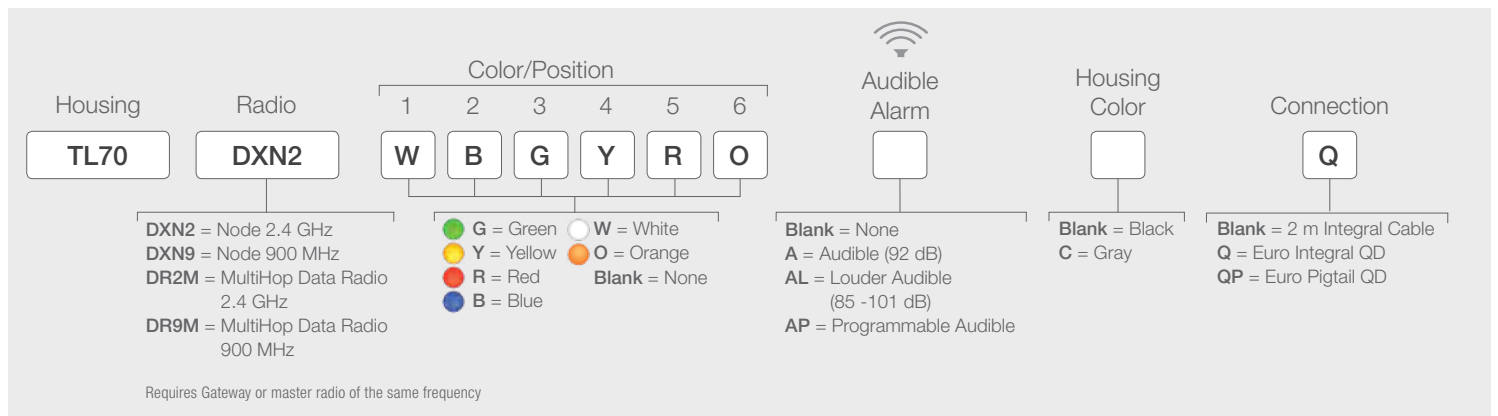 Color/Position
Audible
Alarm
Housing
Color
Housing
Radio
1 2 3 4 5 6
Connection
TL70
DXN2
W B G Y R O
Q
DXN2 = Node 2.4 GHz
DXN9 = Node 900 MHz
DR2M = MultiHop Data Radio
2.4 GHz
DR9M = MultiHop Data Radio
900 MHz
G = Green
Y = Yellow
R = Red
B = Blue
W = White
O = Orange
Blank = None
Blank = None
A = Audible (92 dB)
AL = Louder Audible
(85 -101 dB)
AP = Programmable Audible
Blank = Black
C = Gray
Blank = 2 m Integral Cable
Q = Euro Integral QD
QP = Euro Pigtail QD
Requires Gateway or master radio of the same frequency